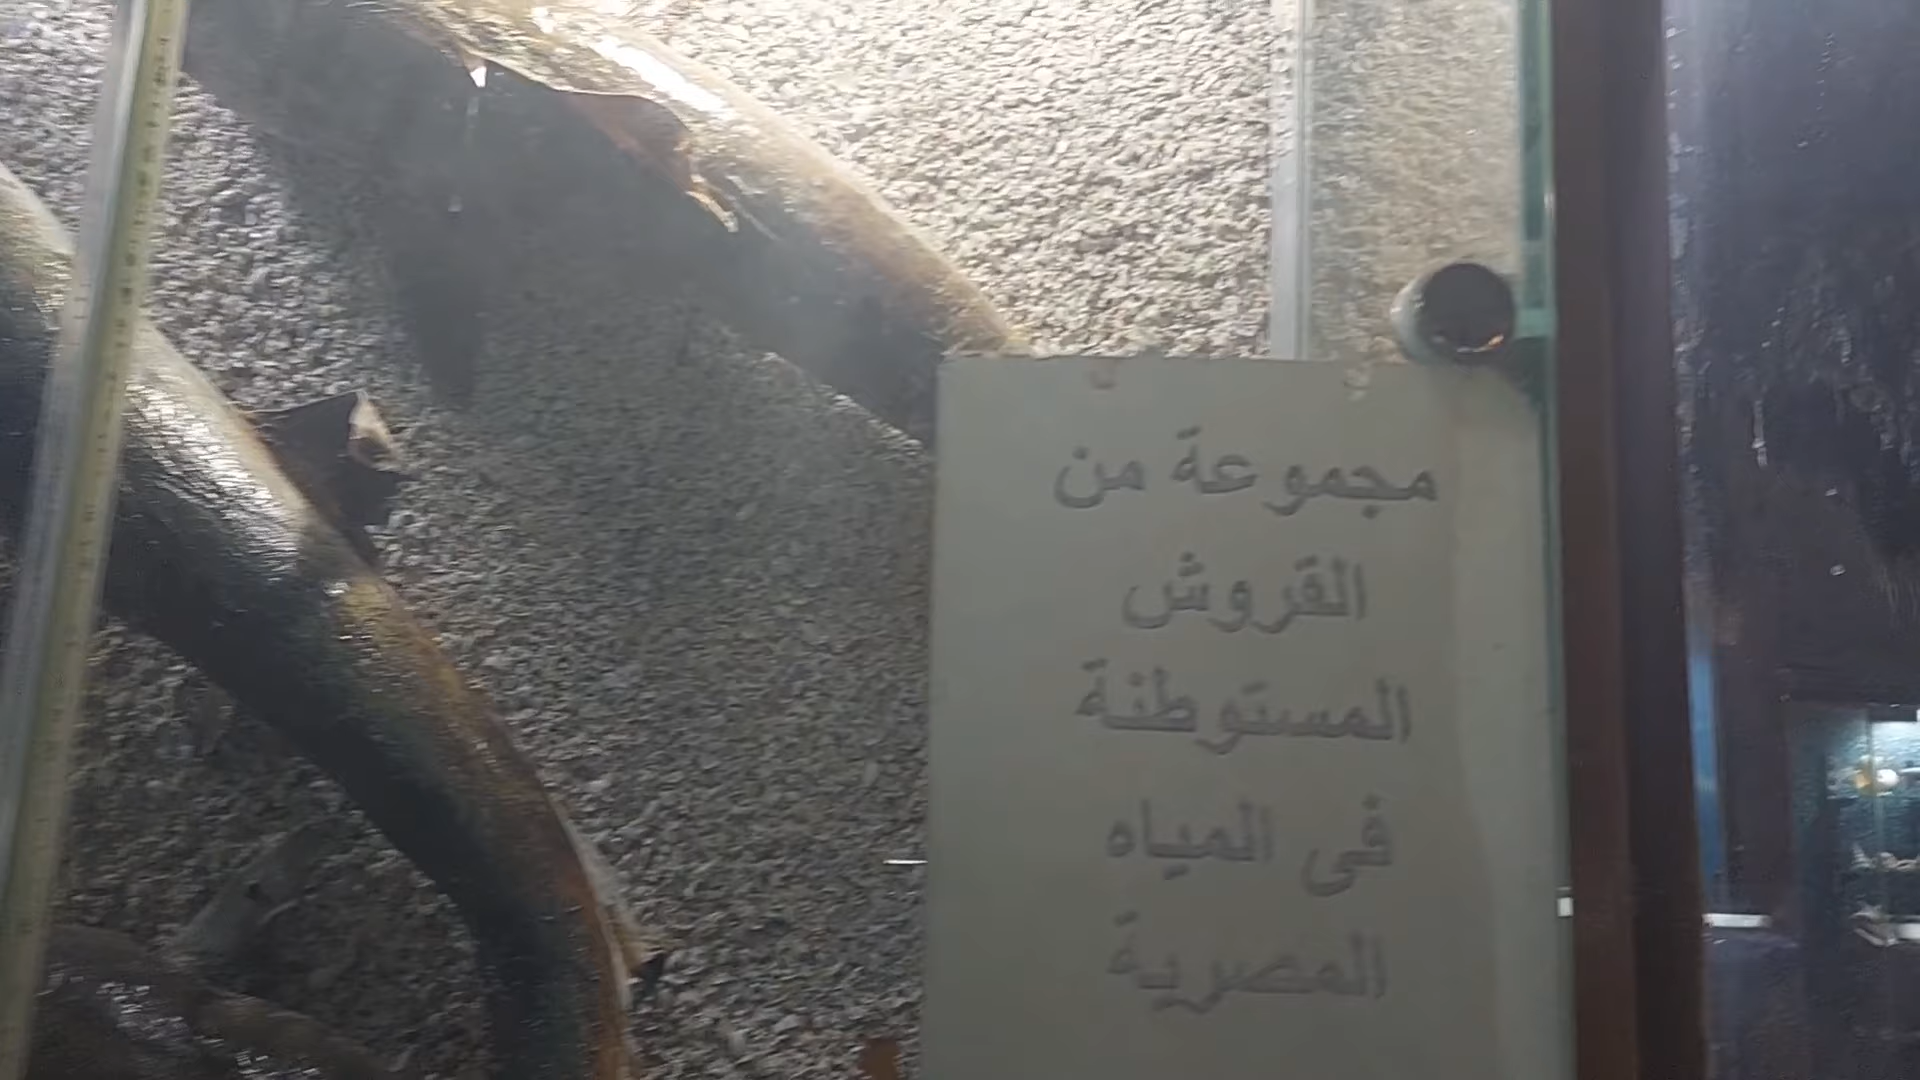 مجموعة من
القروش
المستوطنة
فى المياه
المصرية